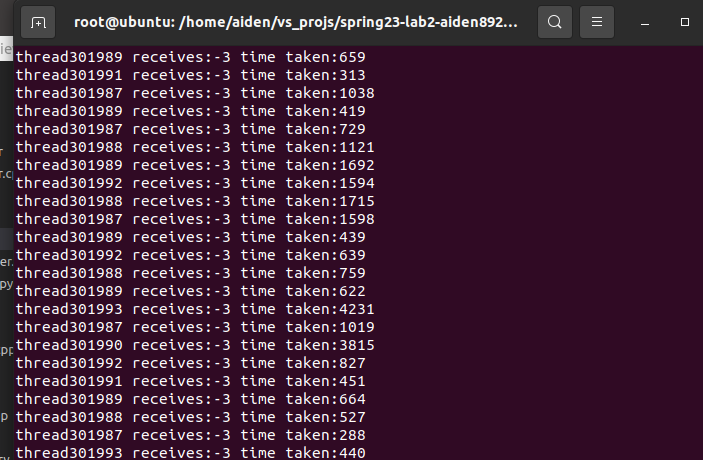 root@ubuntu: /home/aiden/vs_projs/spring23-lab2-aiden892...
thread301989 receives:-3 time taken:659
thread301991 receives:-3 time taken:313
thread301987 receives:-3 time taken:1038
thread301989 receives:-3 time taken:419
thread301987 receives:-3 time taken:729
thread301988 receives:-3 time taken:1121
thread301989 receives:-3 time taken:1692
thread301992 receives:-3 time taken:1594
thread301988 receives:-3 time taken:1715
thread301987 receives:-3 time taken:1598
thread301989 receives:-3 time taken:439
thread301992 receives:-3 time taken:639
thread301988 receives:-3 time taken:759
thread301989 receives:-3 time taken:622
thread301993 receives:-3 time taken:4231
thread301987 receives:-3 time taken:1019
thread301990 receives:-3 time taken:3815
thread301992 receives:-3 time taken:827
thread301991 receives:-3 time taken:451
thread301989 receives:-3 time taken:664
thread301988 receives:-3 time taken:527
thread301987 receives:-3 time taken:288
thread301993 receives:-3 time taken:440